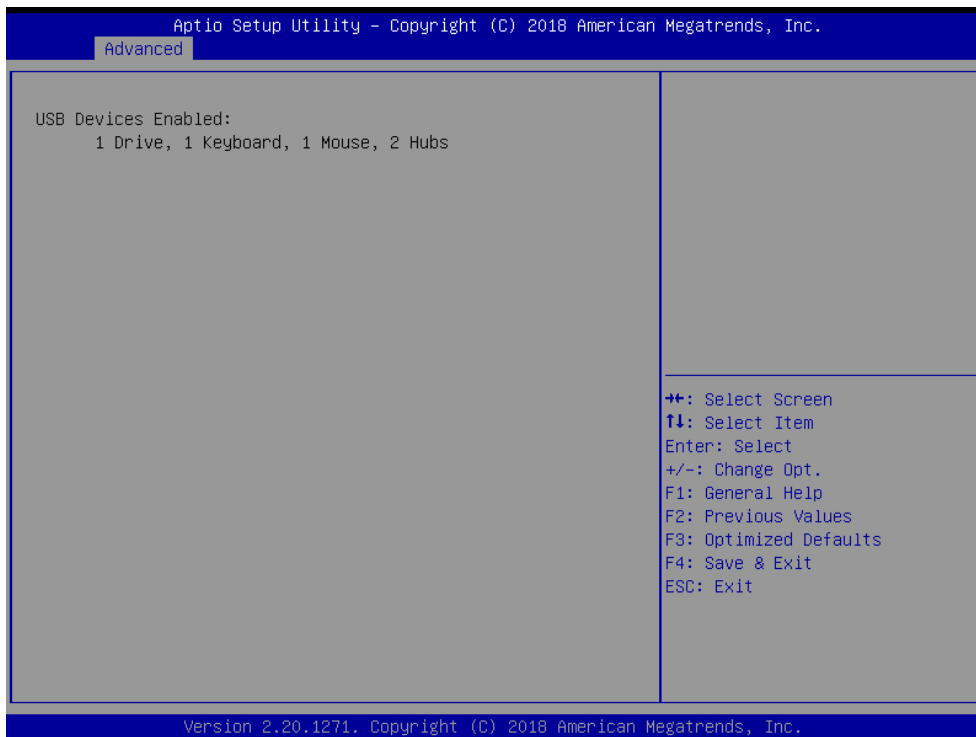 Aptio Setup Utility – Copyright (C) 2018 American Megatrends, Inc.
Advanced
USB Devices Enabled:
1 Drive, 1 Keyboard, 1 Mouse, 2 Hubs
→←: Select Screen
↑↓: Select Item
Enter: Select
+/-: Change Opt.
F1: General Help
F2: Previous Values
F3: Optimized Defaults
F4: Save & Exit
ESC: Exit
Version 2.20.1271. Copyright (C) 2018 American Megatrends, Inc.